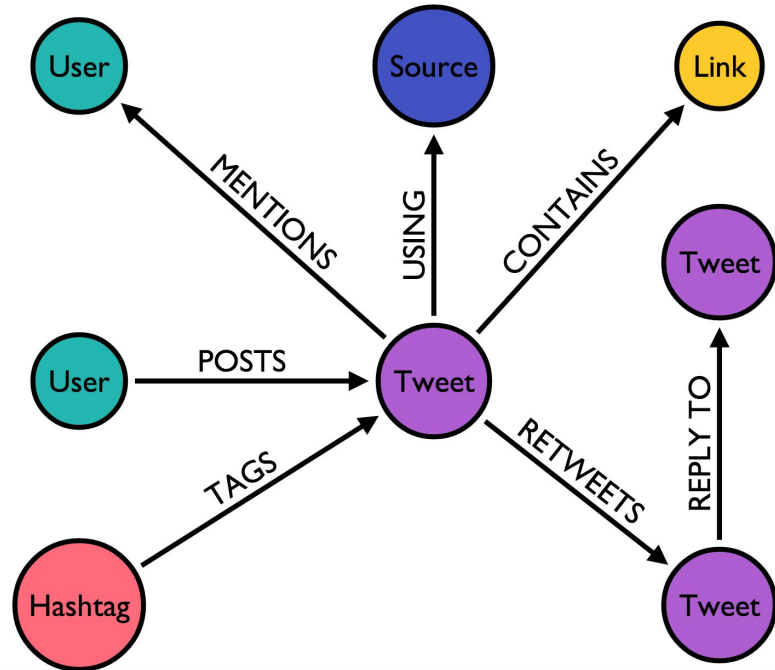 User
Source
Link
MENTIONS
USING
CONTAINS
Tweet
User
POSTS
Tweet
TAGS
RETWEETS
REPLY TO
Hashtag
Tweet